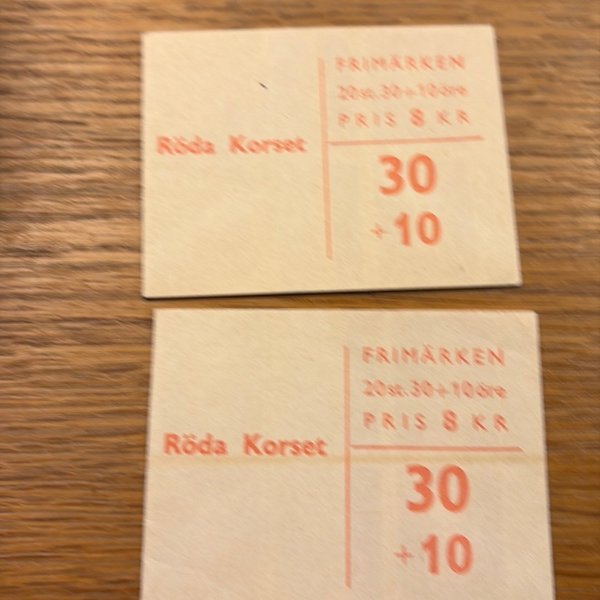 Röda Korset
FRIMÄRKEN
20 st. 30+10 öre
PRIS 8 KR
30
+10
Röda Korset
FRIMÄRKEN
20 st. 30+10 öre
PRIS 8 KR
30
+10